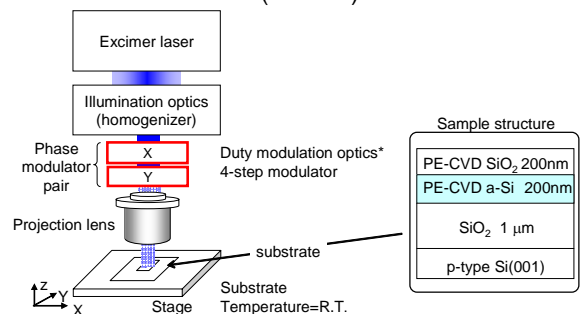 Excimer laser
Illumination optics
(homogenizer)
Phase
modulator
pair
X
Y
Duty modulation optics*
4-step modulator
Projection lens
substrate
Z
Y
X
Stage
Substrate
Temperature=R.T.
Sample structure
PE-CVD SiO₂ 200nm
PE-CVD a-Si 200nm
SiO₂ 1 μm
p-type Si(001)